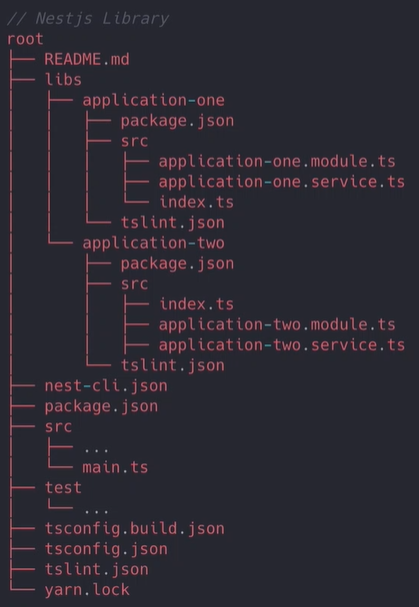 // Nestjs Library
root
├── README.md
├── libs
│   ├── application-one
│   │   ├── package.json
│   │   ├── src
│   │   │   ├── application-one.module.ts
│   │   │   ├── application-one.service.ts
│   │   │   └── index.ts
│   │   └── tslint.json
│   └── application-two
│       ├── package.json
│       ├── src
│       │   ├── index.ts
│       │   ├── application-two.module.ts
│       │   ├── application-two.service.ts
│       └── tslint.json
├── nest-cli.json
├── package.json
├── src
│   ├── ...
│   └── main.ts
├── test
│   └── ...
├── tsconfig.build.json
├── tsconfig.json
├── tslint.json
└── yarn.lock